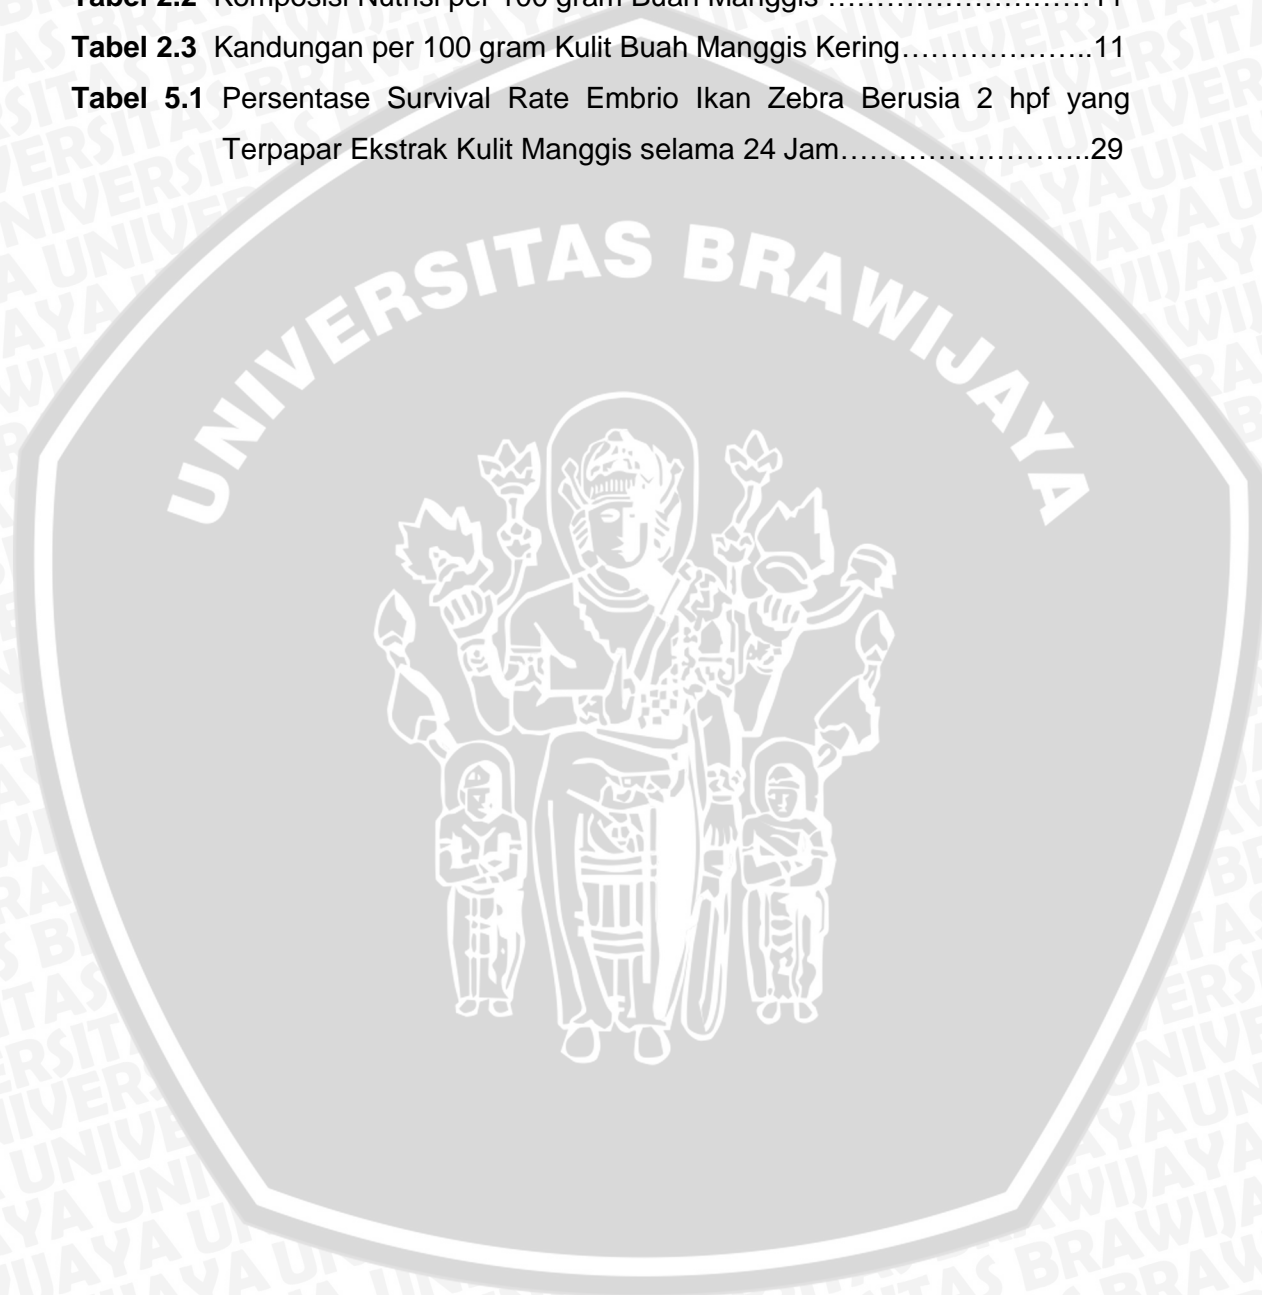 Tabel 2.2 Komposisi Nutrisi per 100 gram Buah Manggis ………………………11
Tabel 2.3 Kandungan per 100 gram Kulit Buah Manggis Kering………………..11
Tabel 5.1 Persentase Survival Rate Embrio Ikan Zebra Berusia 2 hpf yang
Terpapar Ekstrak Kulit Manggis selama 24 Jam……………………..29
UNIVERSITAS BRAWIJAYA